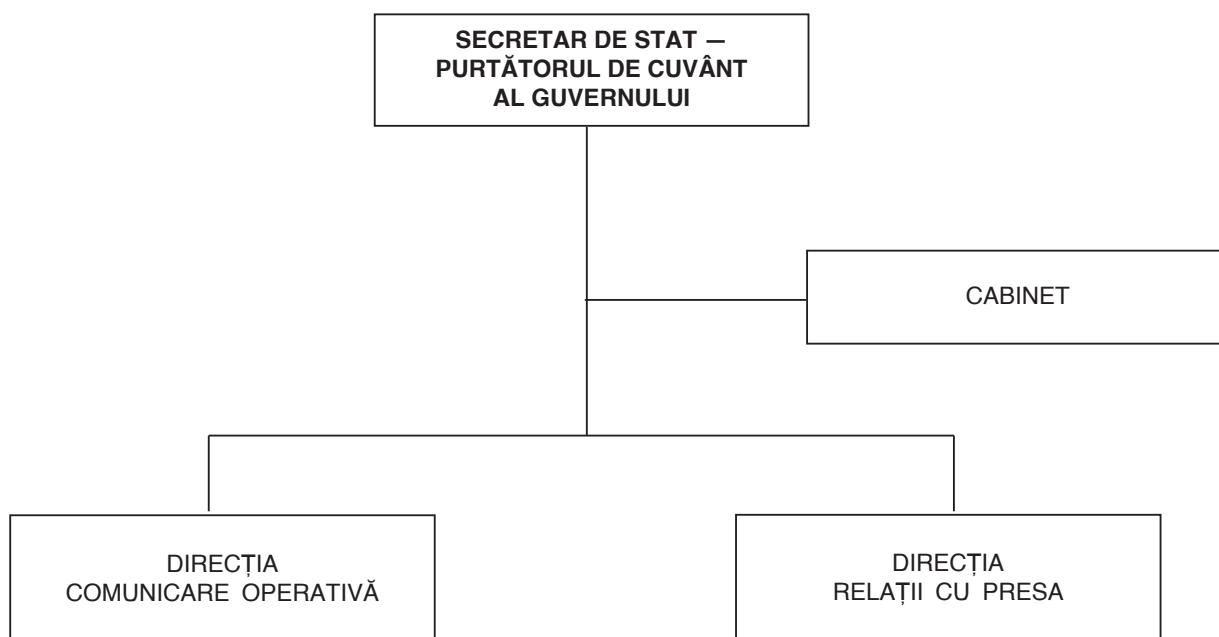 SECRETAR DE STAT —
PURTĂTORUL DE CUVÂNT
AL GUVERNULUI
CABINET
DIRECȚIA
COMUNICARE OPERATIVĂ
DIRECȚIA
RELAȚII CU PRESA